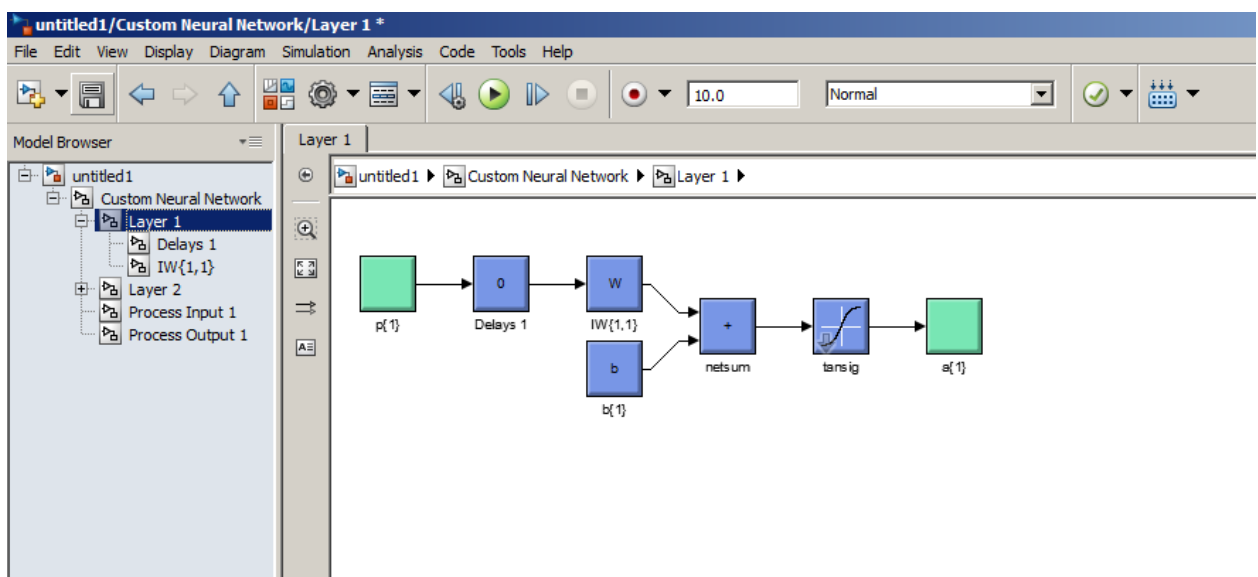 untitled1/Custom Neural Network/Layer 1 *
File Edit View Display Diagram Simulation Analysis Code Tools Help
10.0 Normal
Model Browser
Layer 1
untitled1
Custom Neural Network
Layer 1
Delays 1
IW{1,1}
Layer 2
Process Input 1
Process Output 1
untitled1 Custom Neural Network Layer 1
0 W
p{1} Delays 1 IW{1,1}
+
b netsum tansig a{1}
b{1}